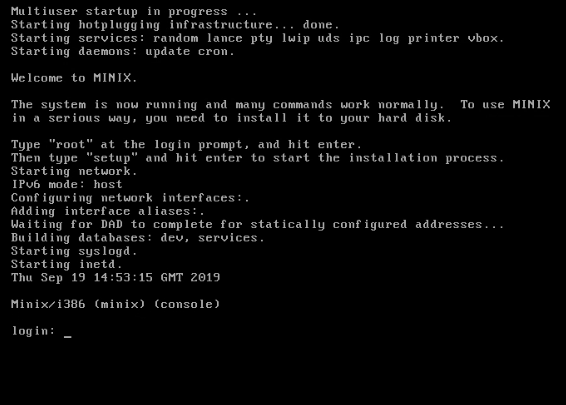 Multiuser startup in progress ...
Starting hotplugging infrastructure... done.
Starting services: random lance pty lwip uds ipc log printer vbox.
Starting daemons: update cron.
Welcome to MINIX.
The system is now running and many commands work normally.  To use MINIX
in a serious way, you need to install it to your hard disk.
Type "root" at the login prompt, and hit enter.
Then type "setup" and hit enter to start the installation process.
Starting network.
IPv6 mode: host
Configuring network interfaces:.
Adding interface aliases:.
Waiting for DAD to complete for statically configured addresses...
Building databases: dev, services.
Starting syslogd.
Starting inetd.
Thu Sep 19 14:53:15 GMT 2019
Minix/i386 (minix) (console)
login: _